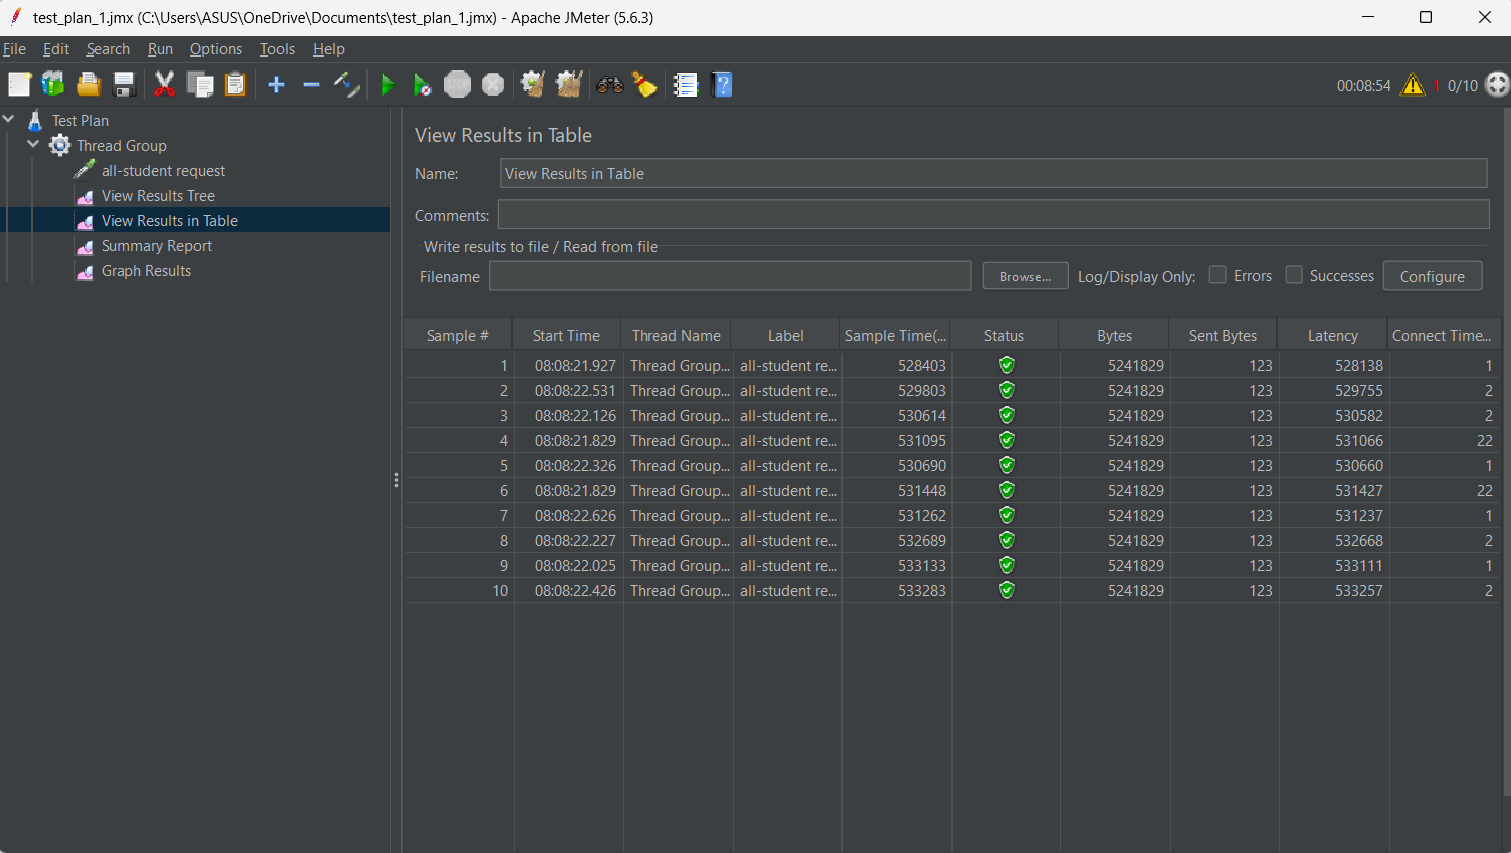 test_plan_1.jmx (C:\Users\ASUS\OneDrive\Documents\test_plan_1.jmx) - Apache JMeter (5.6.3)
File Edit Search Run Options Tools Help
00:08:54 1 0/10
Test Plan
Thread Group
all-student request
View Results Tree
View Results in Table
Summary Report
Graph Results
View Results in Table
Name: View Results in Table
Comments:
Write results to file / Read from file
Filename Browse... Log/Display Only: Errors Successes Configure
Sample # Start Time Thread Name Label Sample Time(... Status Bytes Sent Bytes Latency Connect Time...
1 08:08:21.927 Thread Group... all-student re... 528403 5241829 123 528138 1
2 08:08:22.531 Thread Group... all-student re... 529803 5241829 123 529755 2
3 08:08:22.126 Thread Group... all-student re... 530614 5241829 123 530582 2
4 08:08:21.829 Thread Group... all-student re... 531095 5241829 123 531066 22
5 08:08:22.326 Thread Group... all-student re... 530690 5241829 123 530660 1
6 08:08:21.829 Thread Group... all-student re... 531448 5241829 123 531427 22
7 08:08:22.626 Thread Group... all-student re... 531262 5241829 123 531237 1
8 08:08:22.227 Thread Group... all-student re... 532689 5241829 123 532668 2
9 08:08:22.025 Thread Group... all-student re... 533133 5241829 123 533111 1
10 08:08:22.426 Thread Group... all-student re... 533283 5241829 123 533257 2